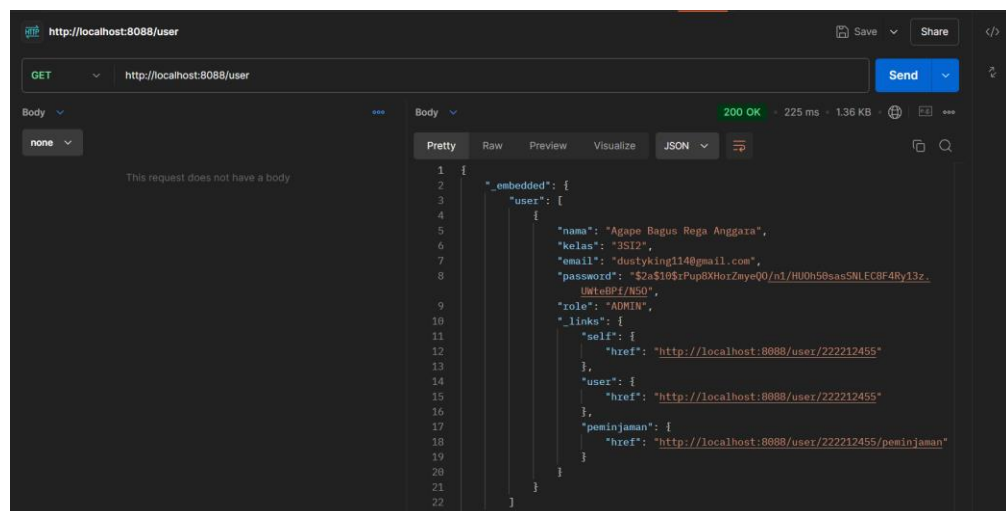 HTTP http://localhost:8088/user
Save
Share
GET
http://localhost:8088/user
Send
Body
Body
200 OK
225 ms
1.36 KB
none
Pretty
Raw
Preview
Visualize
JSON
This request does not have a body
1 {
2 "_embedded": {
3 "user": [
4 {
5 "nama": "Agape Bagus Rega Anggara",
6 "kelas": "3SI2",
7 "email": "dustyking114@gmail.com",
8 "password": "$2a$10$rPup8XHorZmyeQO/n1/HUOh50sasSNLEC8F4Ry13z.
UWteBPf/N5O",
9 "role": "ADMIN",
10 "_links": {
11 "self": {
12 "href": "http://localhost:8088/user/222212455"
13 },
14 "user": {
15 "href": "http://localhost:8088/user/222212455"
16 },
17 "peminjaman": {
18 "href": "http://localhost:8088/user/222212455/peminjaman"
19 }
20 }
21 }
22 ]